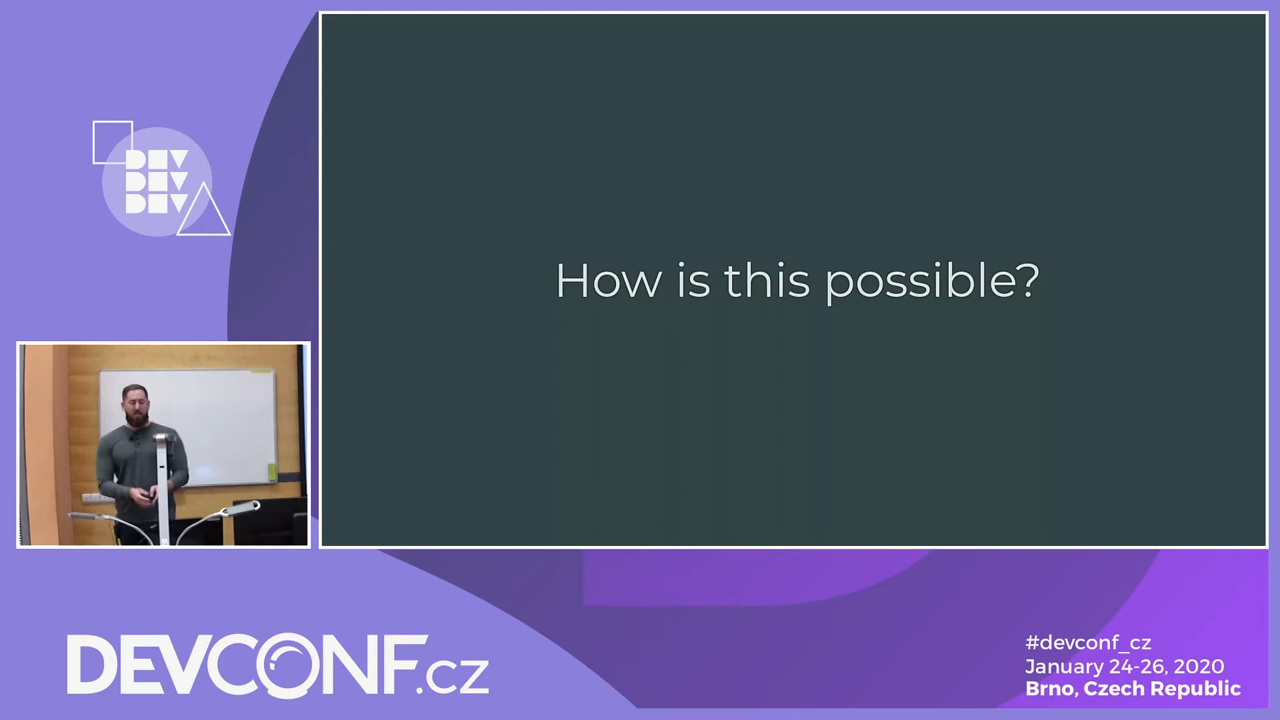 DEV
DEV
DEV
How is this possible?
DEVCONF.cz
#devconf_cz
January 24-26, 2020
Brno, Czech Republic